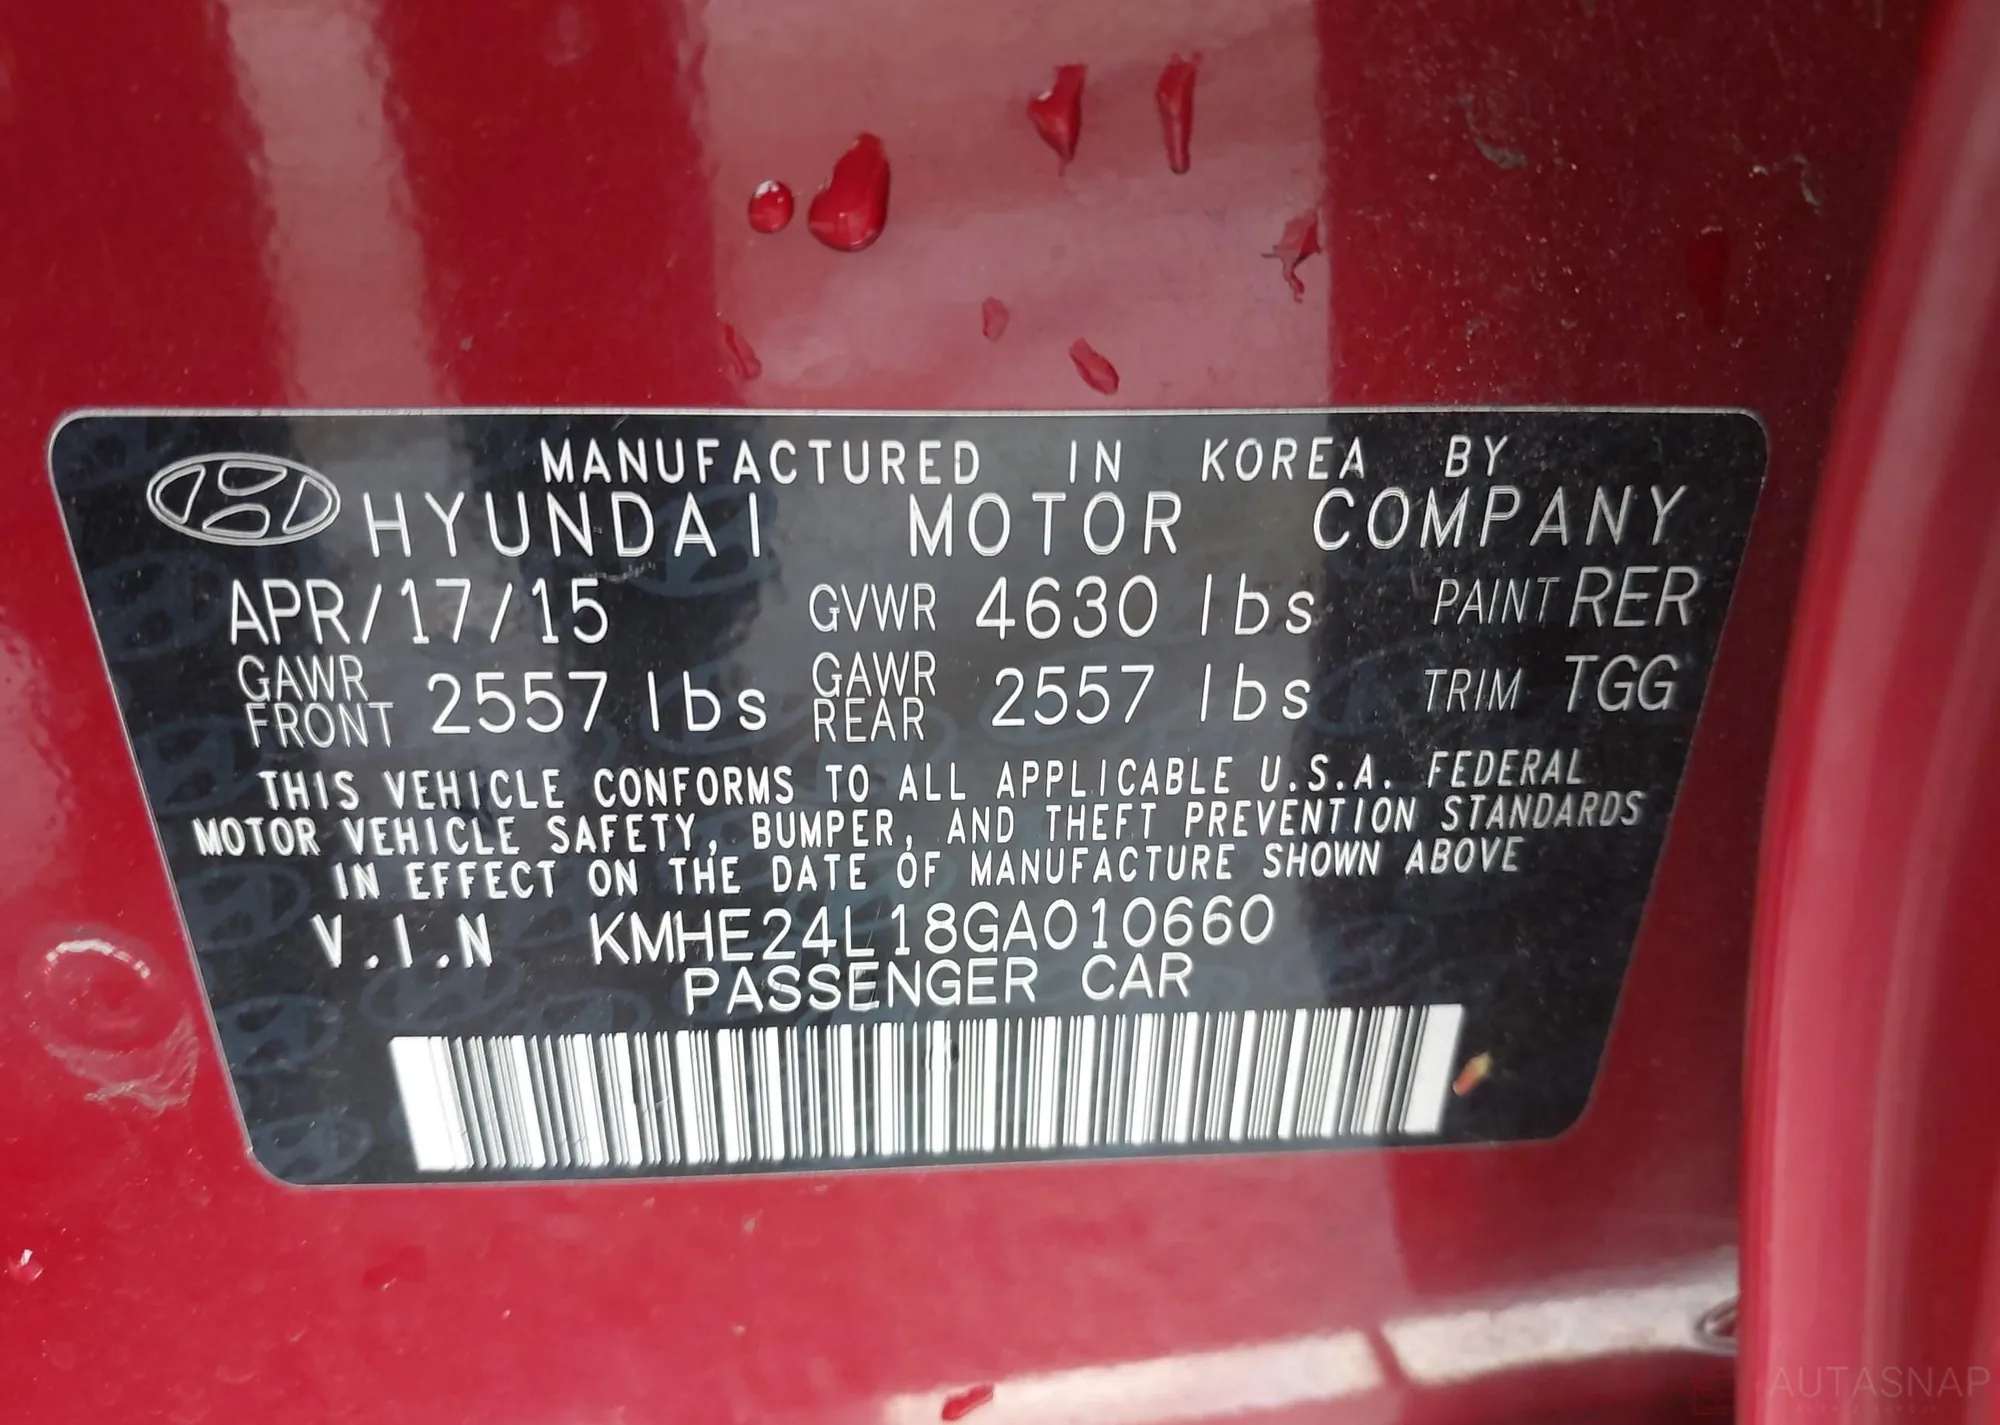 MANUFACTURED IN KOREA BY
HYUNDAI MOTOR COMPANY
APR/17/15 GVWR 4630 lbs PAINT RER
GAWR FRONT 2557 lbs GAWR REAR 2557 lbs TRIM TGG
THIS VEHICLE CONFORMS TO ALL APPLICABLE U.S.A. FEDERAL
MOTOR VEHICLE SAFETY, BUMPER, AND THEFT PREVENTION STANDARDS
IN EFFECT ON THE DATE OF MANUFACTURE SHOWN ABOVE
V.I.N KMHE24L18GA010660
PASSENGER CAR
AUTASNAP